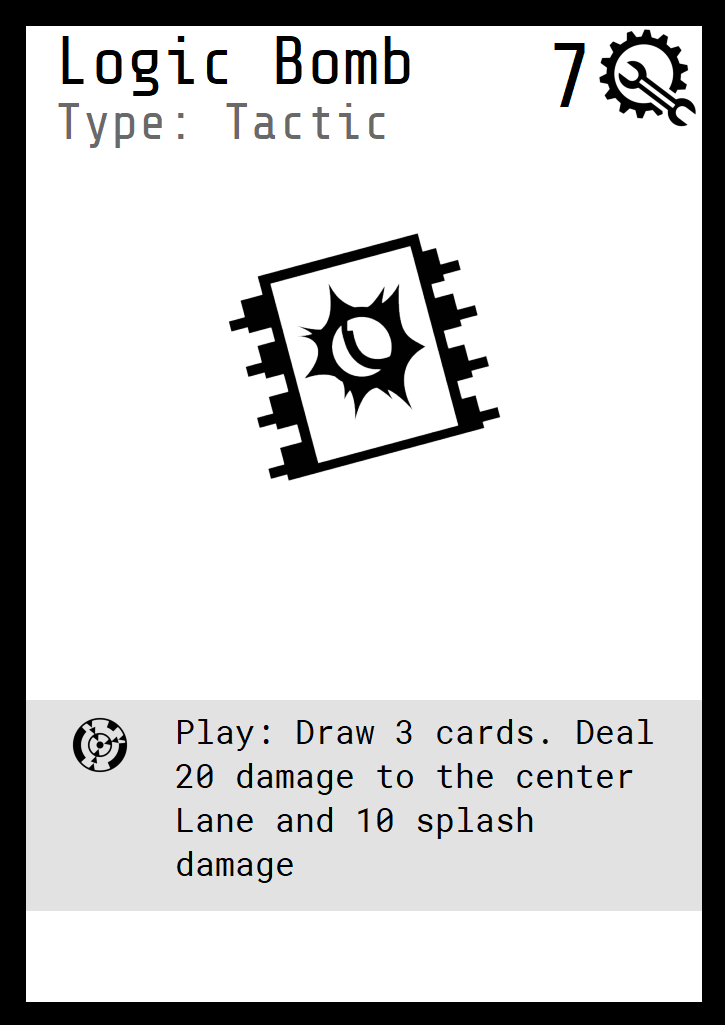 Logic Bomb
7
Type: Tactic
Play: Draw 3 cards. Deal
20 damage to the center
Lane and 10 splash
damage